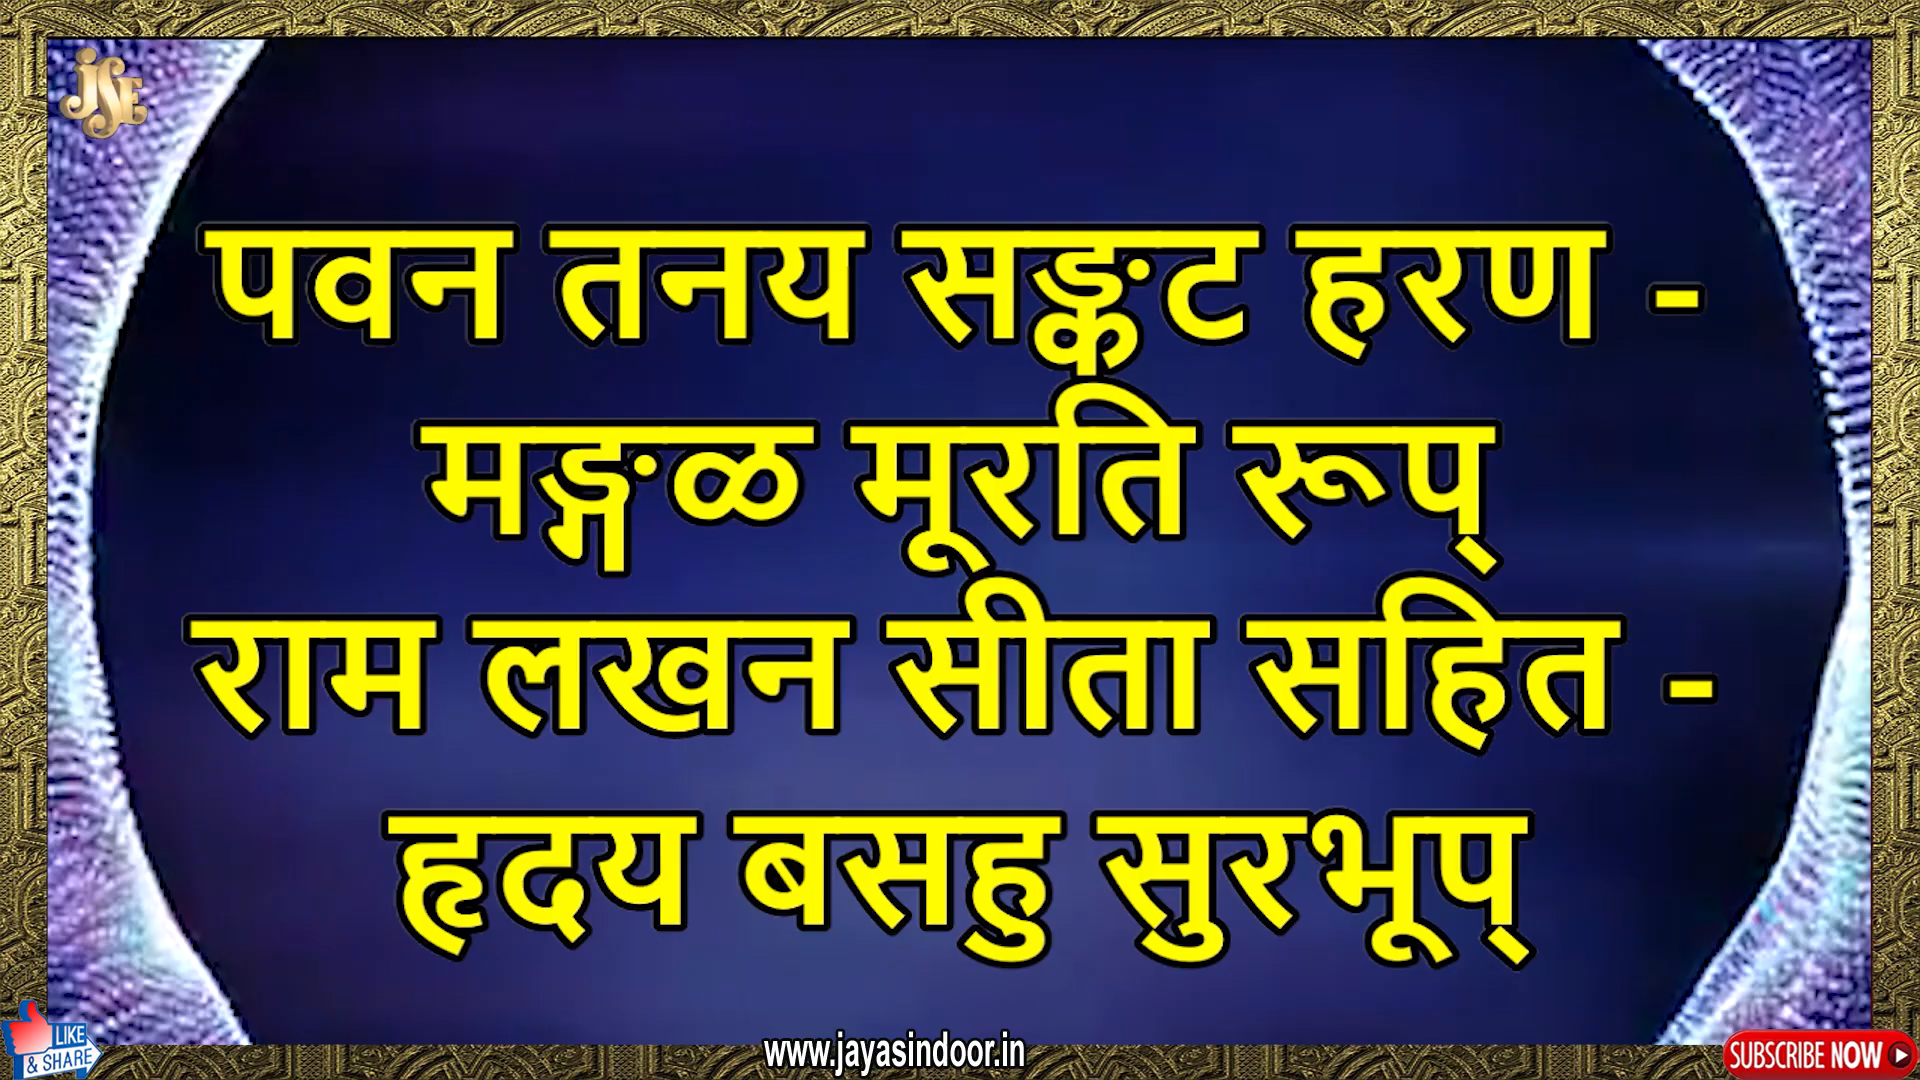 JSE
पवन तनय सङ्कट हरण -
मङ्गळ मूरति रूप्
राम लखन सीता सहित -
हृदय बसहु सुरभूप्
LIKE
& SHARE
www.jayasindoor.in
SUBSCRIBE NOW